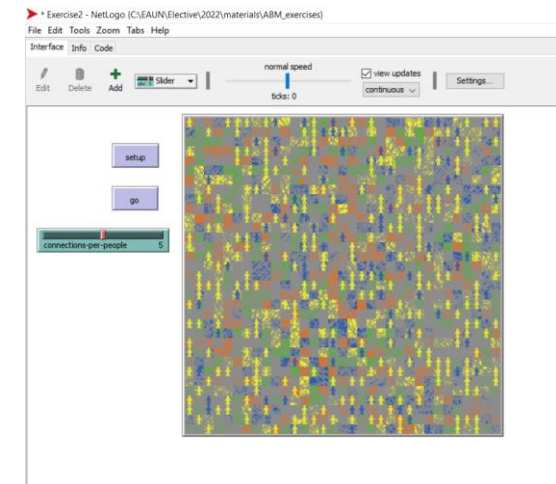 * Exercise2 - NetLogo {C:\EAUN\Elective\2022\materials\ABM_exercises}
File Edit Tools Zoom Tabs Help
Interface Info Code
normal speed
view updates
Edit Delete Add Slider continuous Settings...
ticks: 0
setup
go
connections-per-people 5